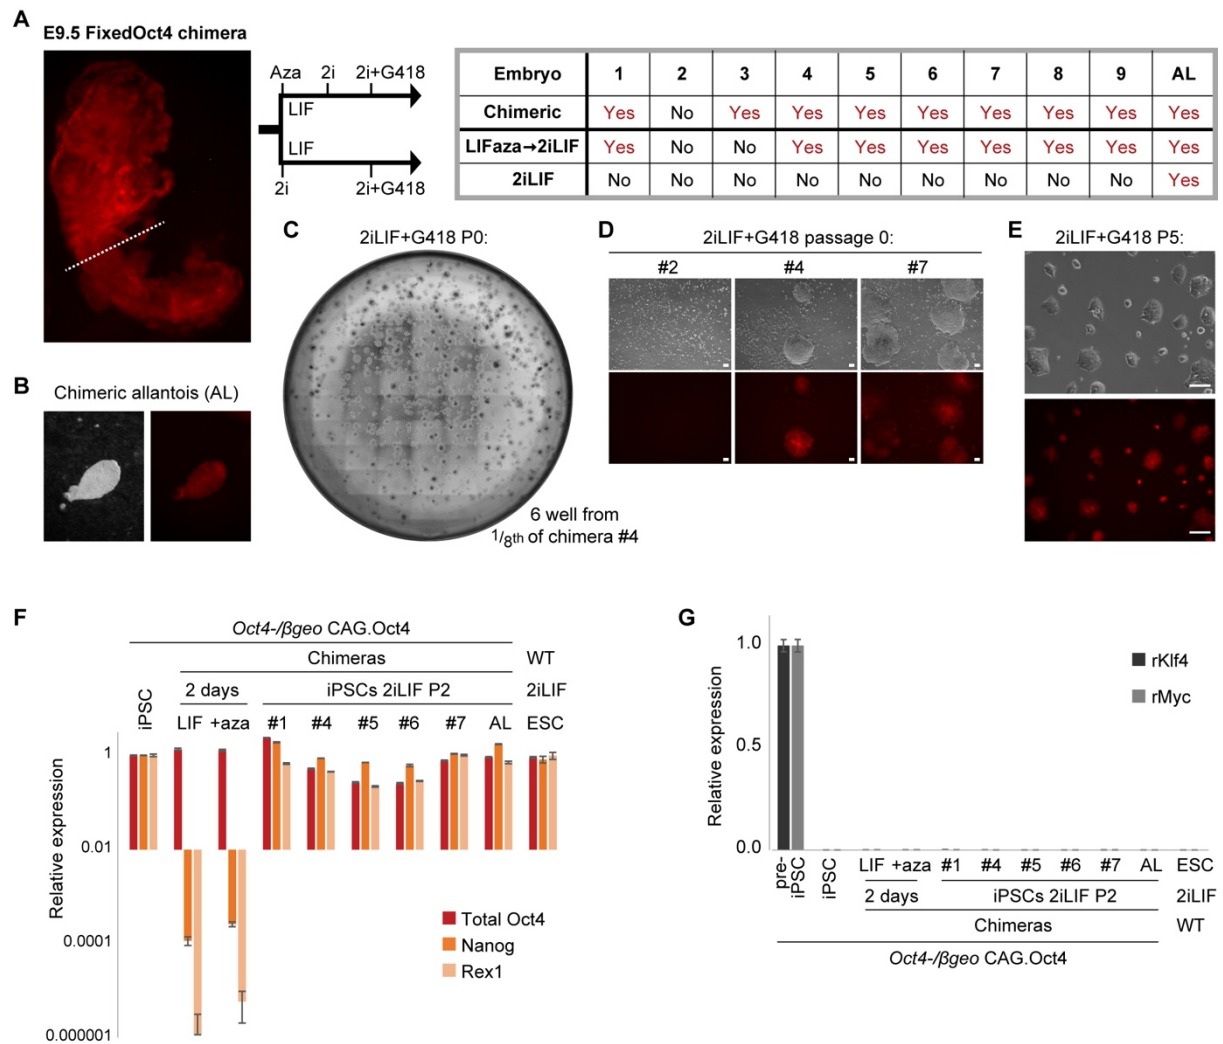 A
E9.5 FixedOct4 chimera
Aza 2i 2i+G418
LIF
LIF
2i 2i+G418
Embryo 1 2 3 4 5 6 7 8 9 AL
Chimeric Yes No Yes Yes Yes Yes Yes Yes Yes Yes
LIFaza→2iLIF Yes No No Yes Yes Yes Yes Yes Yes Yes
2iLIF No No No No No No No No No Yes
B
Chimeric allantois (AL)
C
2iLIF+G418 P0:
6 well from
1/8th of chimera #4
D
2iLIF+G418 passage 0:
#2 #4 #7
E
2iLIF+G418 P5:
F
Oct4-/βgeo CAG.Oct4
Chimeras WT
2 days iPSCs 2iLIF P2 2iLIF
iPSC LIF +aza #1 #4 #5 #6 #7 AL ESC
Relative expression
1
0.01
0.0001
0.000001
Total Oct4
Nanog
Rex1
G
Relative expression
1.0
0.5
0.0
rKlf4
rMyc
pre-
iPSC
iPSC
LIF +aza #1 #4 #5 #6 #7 AL ESC
2 days iPSCs 2iLIF P2 2iLIF
Chimeras WT
Oct4-/βgeo CAG.Oct4